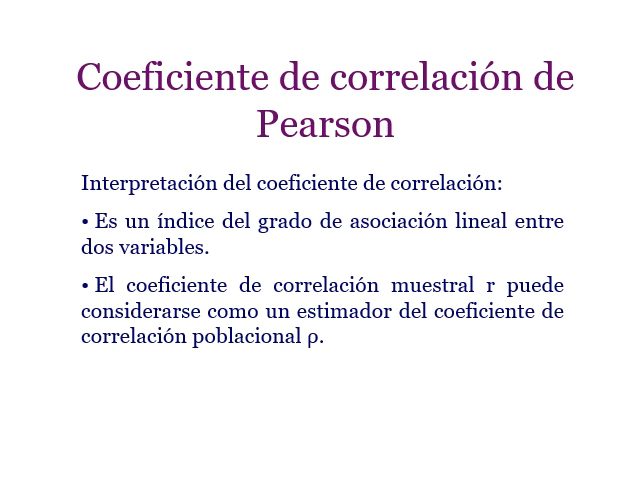 Coeficiente de correlación de
Pearson
Interpretación del coeficiente de correlación:
• Es un índice del grado de asociación lineal entre
dos variables.
• El coeficiente de correlación muestral r puede
considerarse como un estimador del coeficiente de
correlación poblacional ρ.